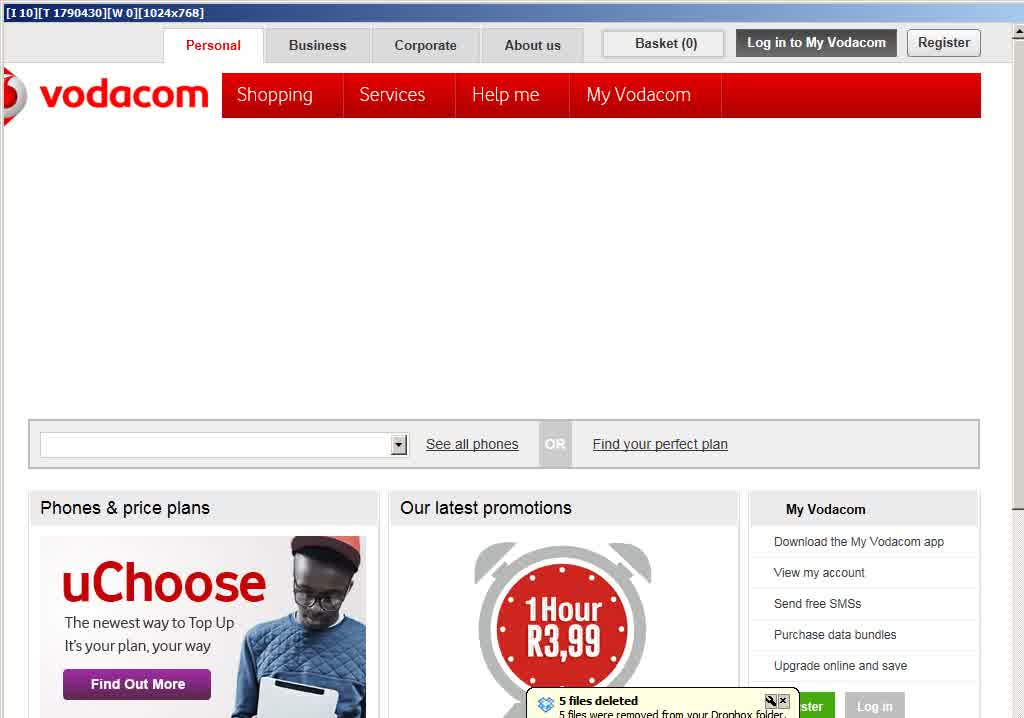 [I 10][T 1790430][W 0][1024x768]
Personal
Business
Corporate
About us
Basket (0)
Log in to My Vodacom
Register
vodacom
Shopping
Services
Help me
My Vodacom
See all phones
OR
Find your perfect plan
Phones & price plans
Our latest promotions
My Vodacom
uChoose
The newest way to Top Up
It's your plan, your way
Find Out More
1 Hour
R3,99
Download the My Vodacom app
View my account
Send free SMSs
Purchase data bundles
Upgrade online and save
5 files deleted
5 files were removed from your Dropbox folder.
ster
Log in